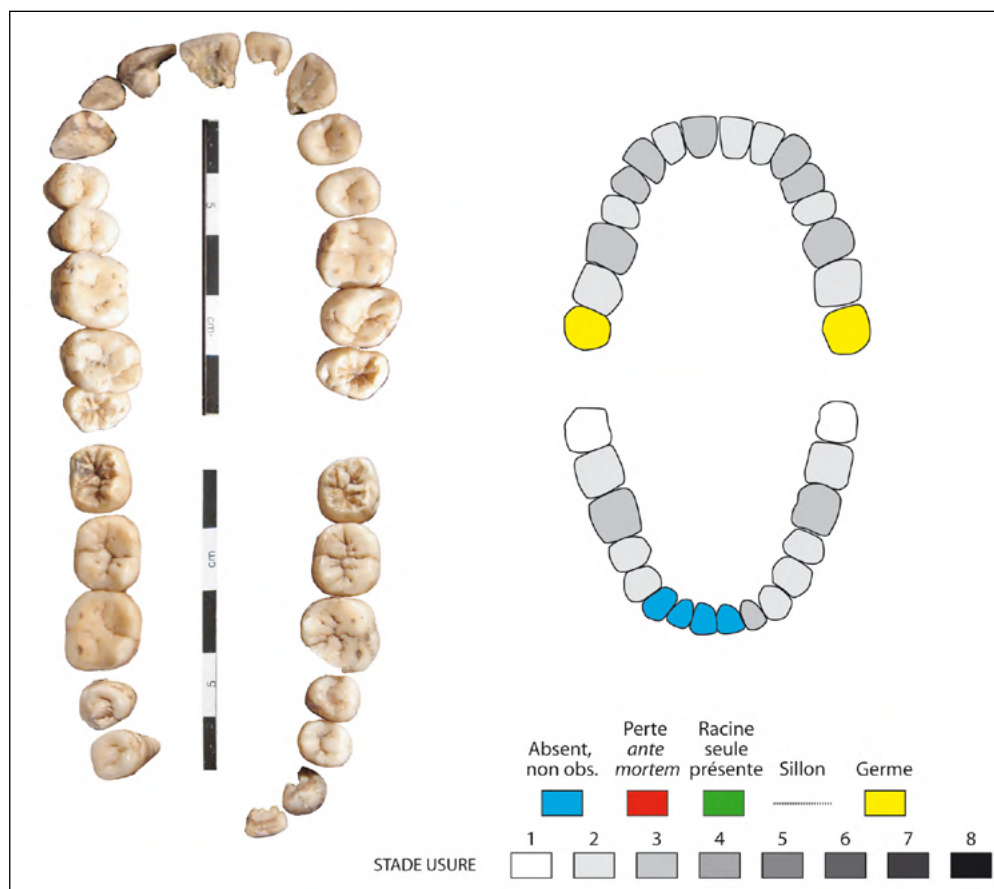 5
cm.
cm
5
Absent,
non obs.
Perte
ante
mortem
Racine
seule
présente
Sillon
Germe
STADE USURE
1 2 3 4 5 6 7 8